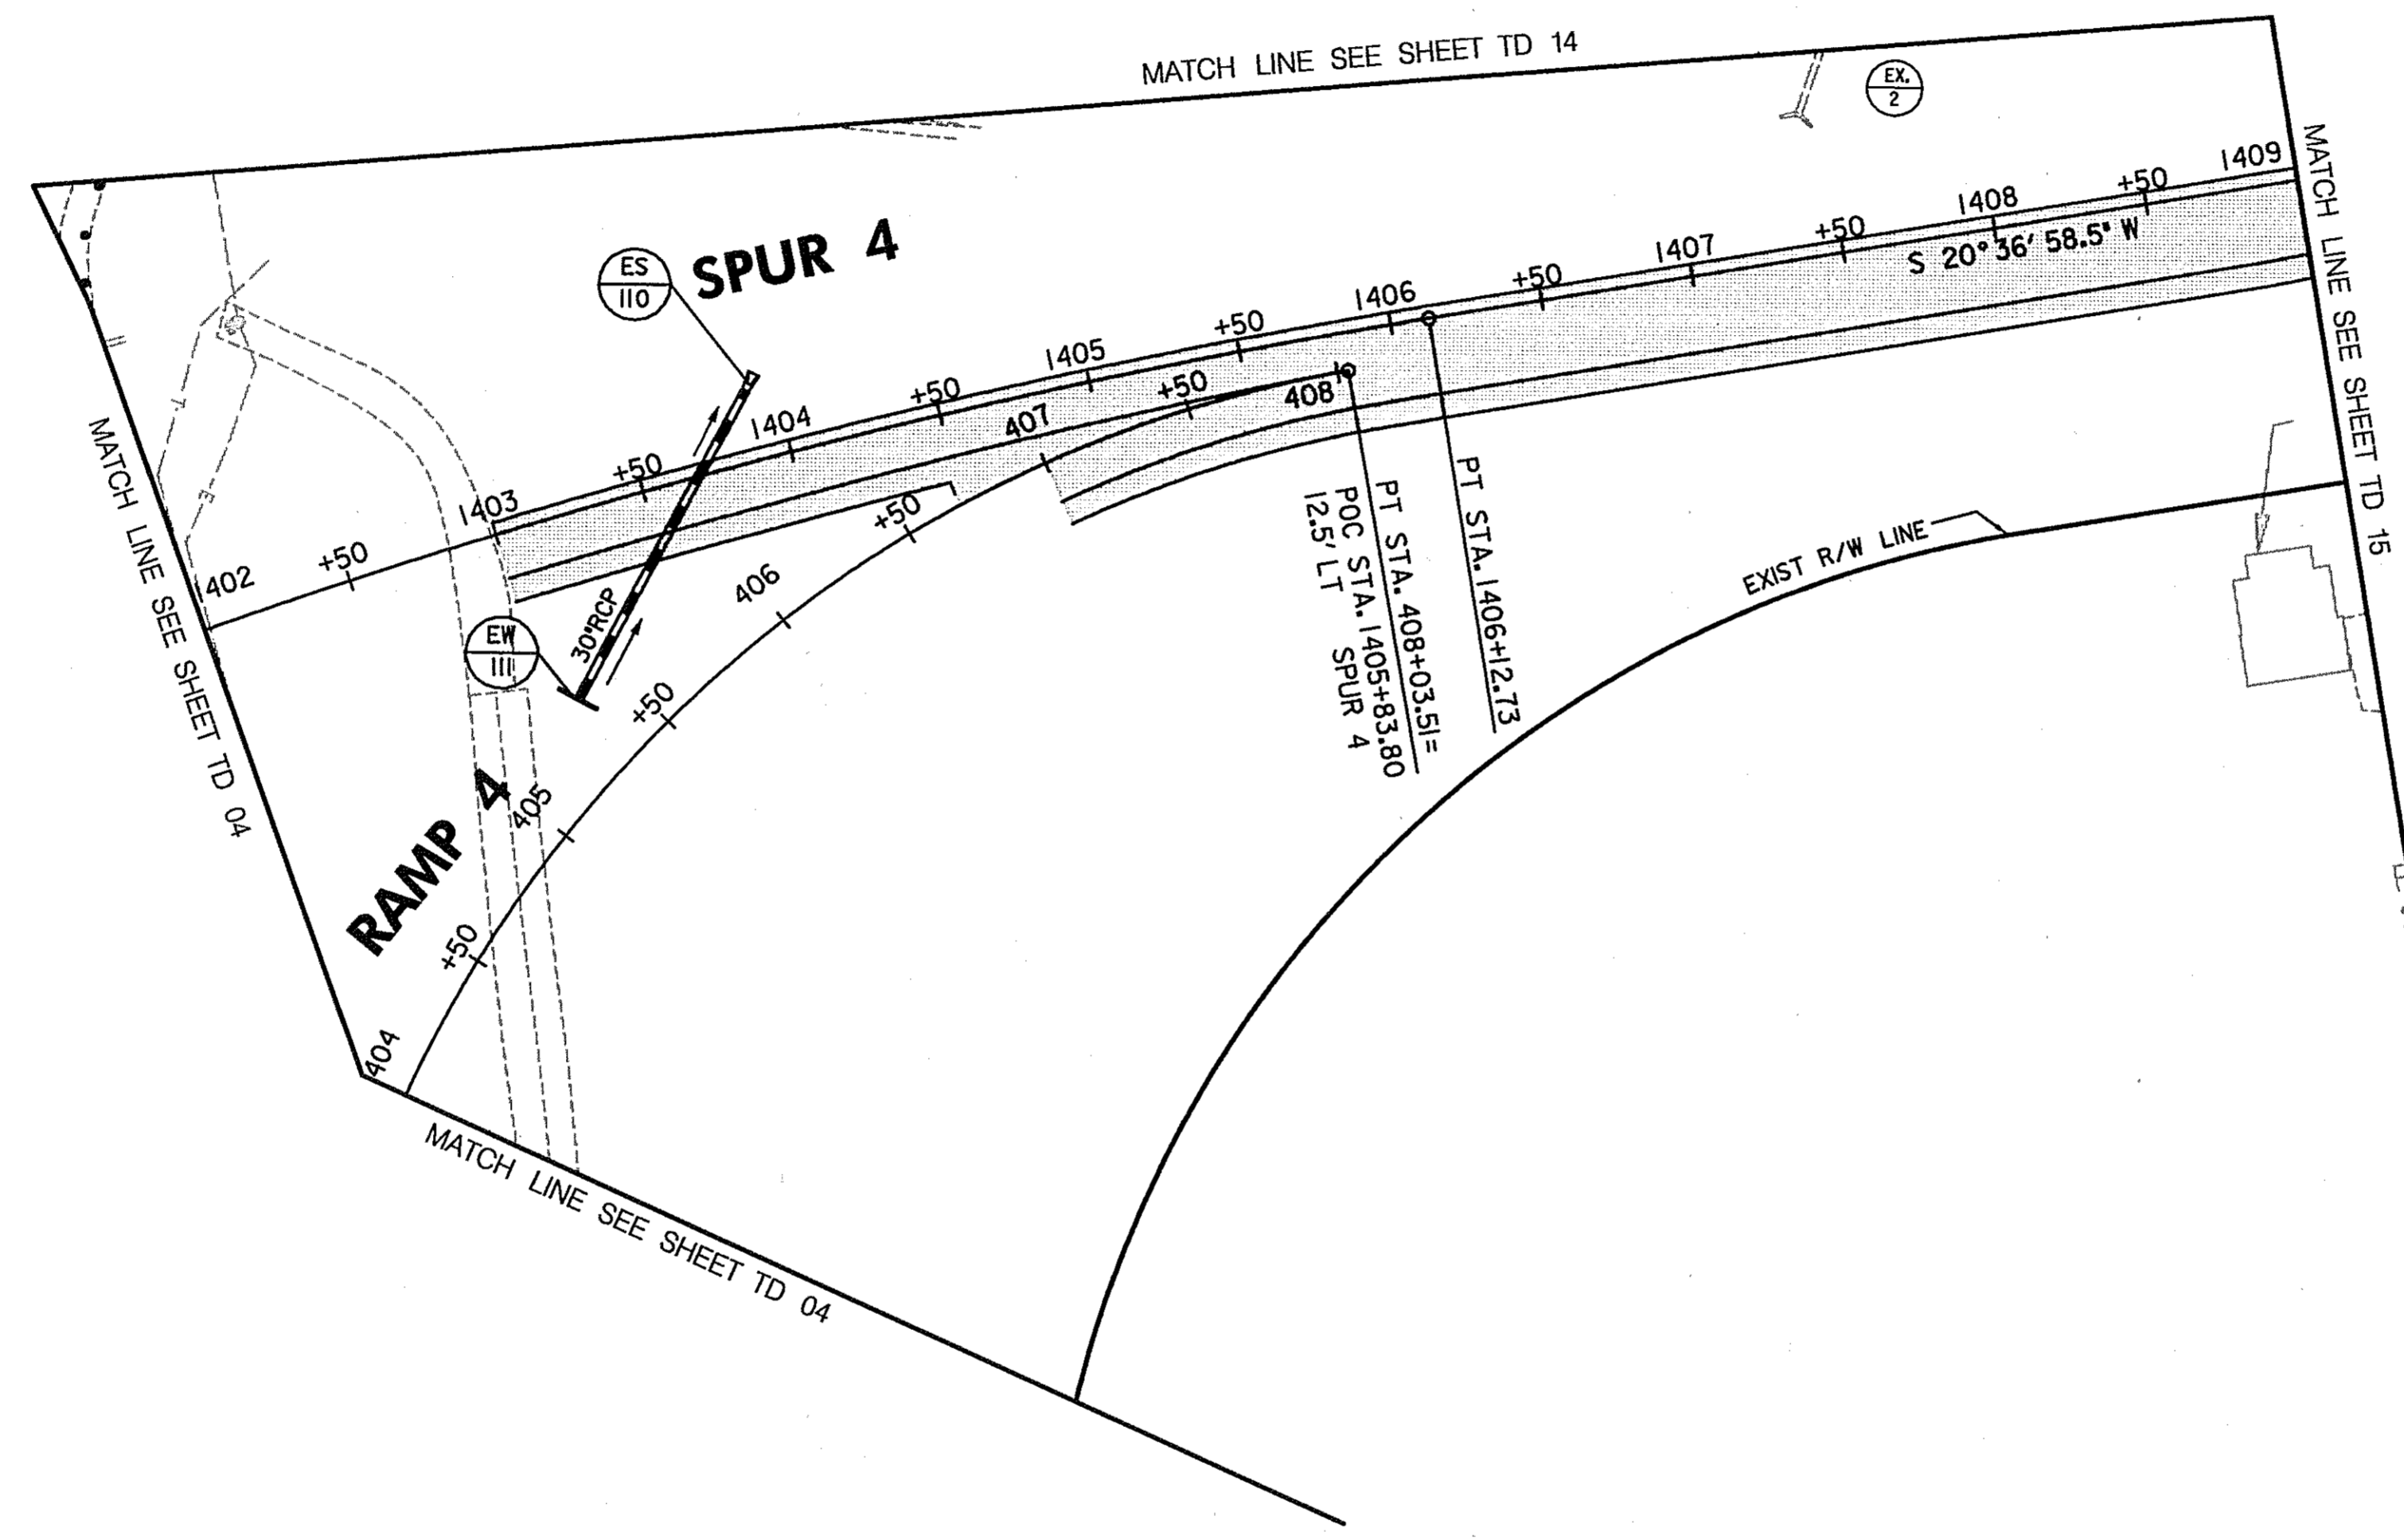 MATCH LINE SEE SHEET TD 14
EX.
2
MATCH LINE SEE SHEET TD 15
SPUR 4
ES
110
1409
+50
1408
S 20° 36' 58.5" W
+50
1407
+50
1406
+50
1405
+50
1404
+50
1403
+50
402
408
+50
407
+50
406
+50
405
+50
404
30"RCP
EW
111
RAMP 4
PT STA. 1406+12.73
PT STA. 408+03.51=
POC STA. 1405+83.80
12.5' LT SPUR 4
EXIST R/W LINE
MATCH LINE SEE SHEET TD 04
MATCH LINE SEE SHEET TD 04